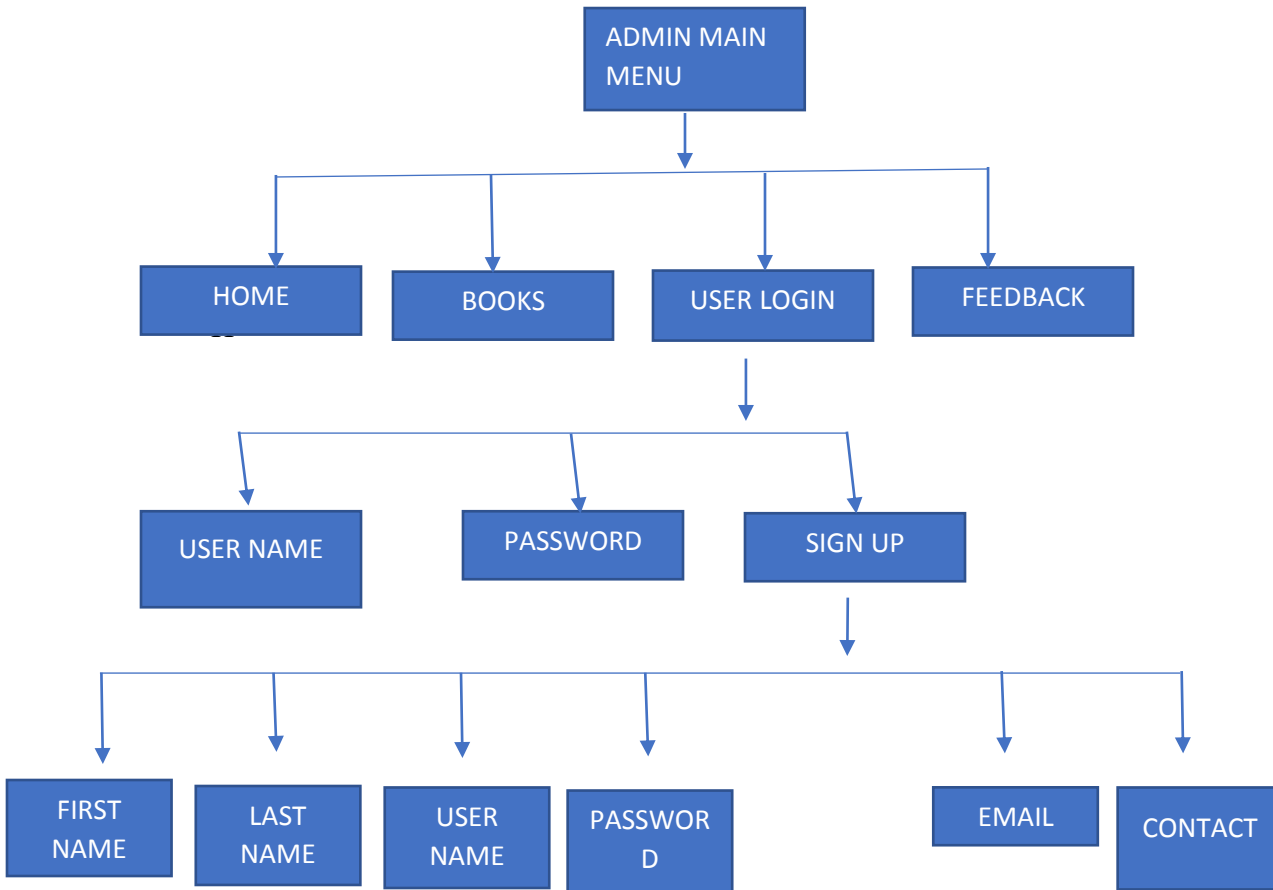 ADMIN MAIN
MENU
HOME
BOOKS
USER LOGIN
FEEDBACK
USER NAME
PASSWORD
SIGN UP
FIRST
NAME
LAST
NAME
USER
NAME
PASSWOR
D
EMAIL
CONTACT